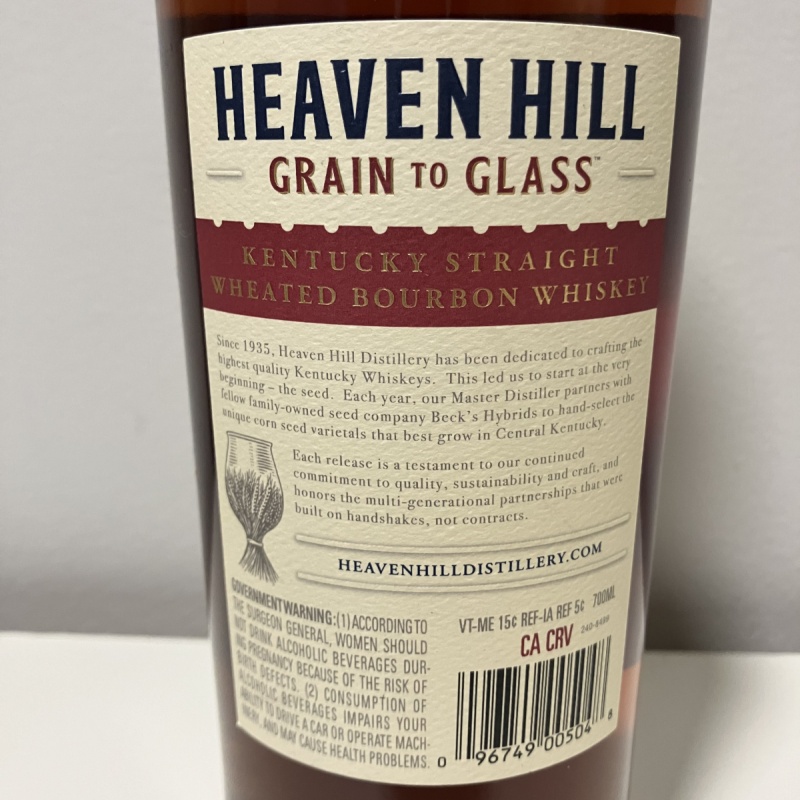 HEAVEN HILL
GRAIN TO GLASS™
KENTUCKY STRAIGHT
WHEATED BOURBON WHISKEY
Since 1935, Heaven Hill Distillery has been dedicated to crafting the
highest quality Kentucky Whiskeys. This led us to start at the very
beginning – the seed. Each year, our Master Distiller partners with
fellow family-owned seed company Beck's Hybrids to hand-select the
unique corn seed varietals that best grow in Central Kentucky.
Each release is a testament to our continued
commitment to quality, sustainability and craft, and
honors the multi-generational partnerships that were
built on handshakes, not contracts.
HEAVENHILLDISTILLERY.COM
GOVERNMENT WARNING: (1) ACCORDING TO
THE SURGEON GENERAL, WOMEN SHOULD
NOT DRINK ALCOHOLIC BEVERAGES DUR-
ING PREGNANCY BECAUSE OF THE RISK OF
BIRTH DEFECTS. (2) CONSUMPTION OF
ALCOHOLIC BEVERAGES IMPAIRS YOUR
ABILITY TO DRIVE A CAR OR OPERATE MACH-
INERY, AND MAY CAUSE HEALTH PROBLEMS.
VT-ME 15¢ REF-IA REF 5¢ 700ML
CA CRV
0 96749 00504 8